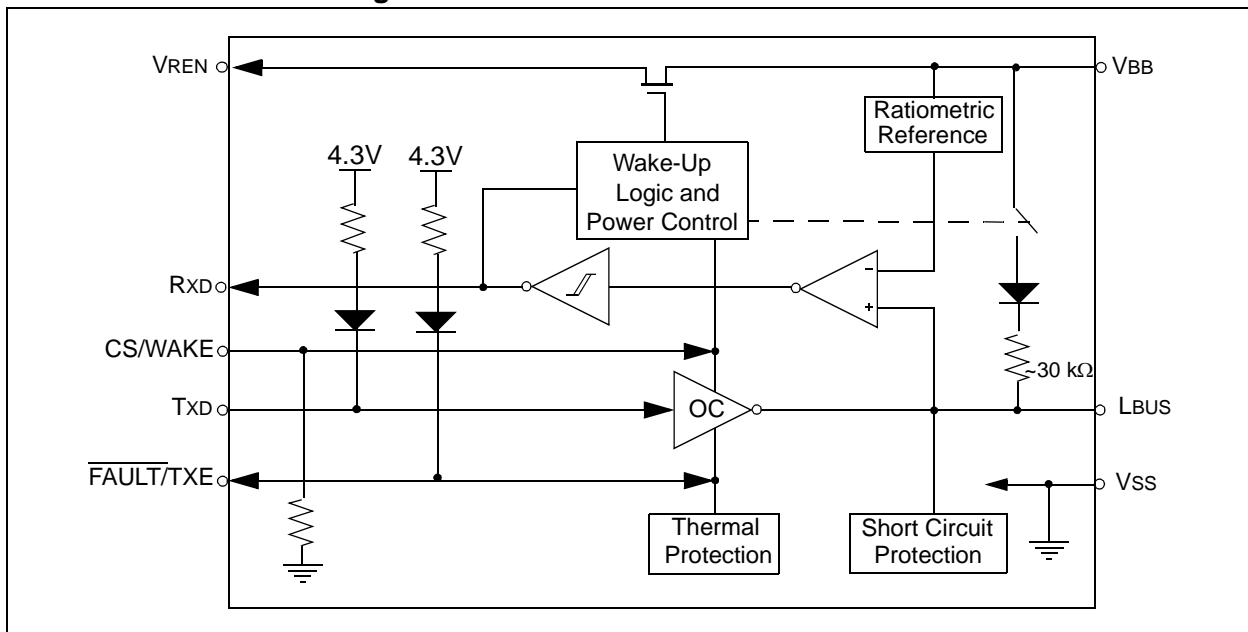 VREN
VBB
Ratiometric
Reference
4.3V
4.3V
Wake-Up
Logic and
Power Control
RXD
-
+
CS/WAKE
~30 kΩ
TXD
OC
LBUS
FAULT/TXE
VSS
Thermal
Protection
Short Circuit
Protection